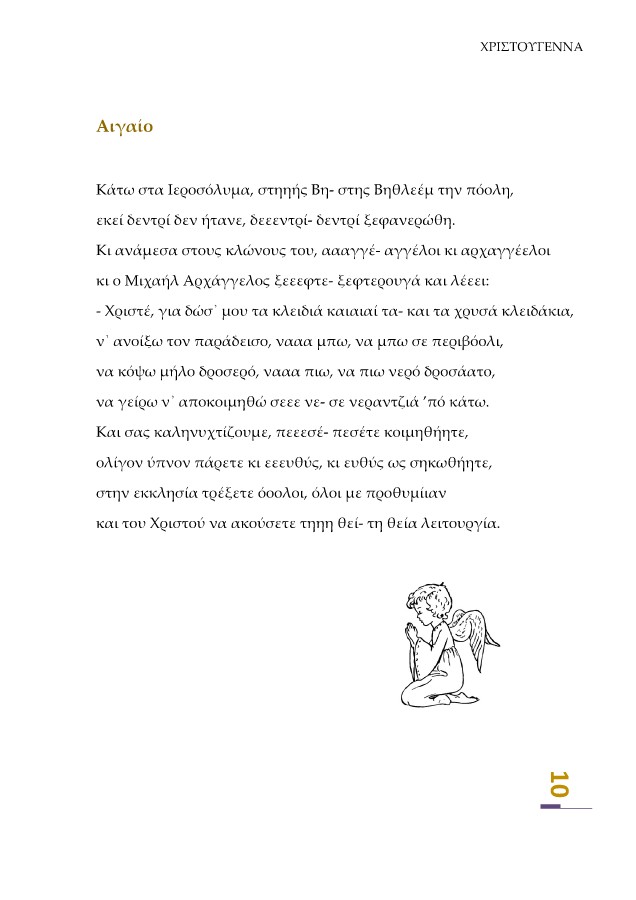 ΧΡΙΣΤΟΥΓΕΝΝΑ
Αιγαίο
Κάτω στα Ιεροσόλυμα, στηηής Βη- στης Βηθλεέμ την πόολη,
εκεί δεντρί δεν ήτανε, δεεεντρί- δεντρί ξεφανερώθη.
Κι ανάμεσα στους κλώνους του, αααγγέ- αγγέλοι κι αρχαγγέελοι
κι ο Μιχαήλ Αρχάγγελος ξεεεφτε- ξεφτερουγά και λέεει:
- Χριστέ, για δώσ᾽ μου τα κλειδιά καιαιαί τα- και τα χρυσά κλειδάκια,
ν᾽ ανοίξω τον παράδεισο, νααα μπω, να μπω σε περιβόολι,
να κόψω μήλο δροσερό, νααα πιω, να πιω νερό δροσάατο,
να γείρω ν᾽ αποκοιμηθώ σεεε νε- σε νεραντζιά ’πό κάτω.
Και σας καληνυχτίζουμε, πεεεσέ- πεσέτε κοιμηθήητε,
ολίγον ύπνον πάρετε κι εεευθύς, κι ευθύς ως σηκωθήητε,
στην εκκλησία τρέξετε όοολοι, όλοι με προθυμίιαν
και του Χριστού να ακούσετε τηηη θεί- τη θεία λειτουργία.
10